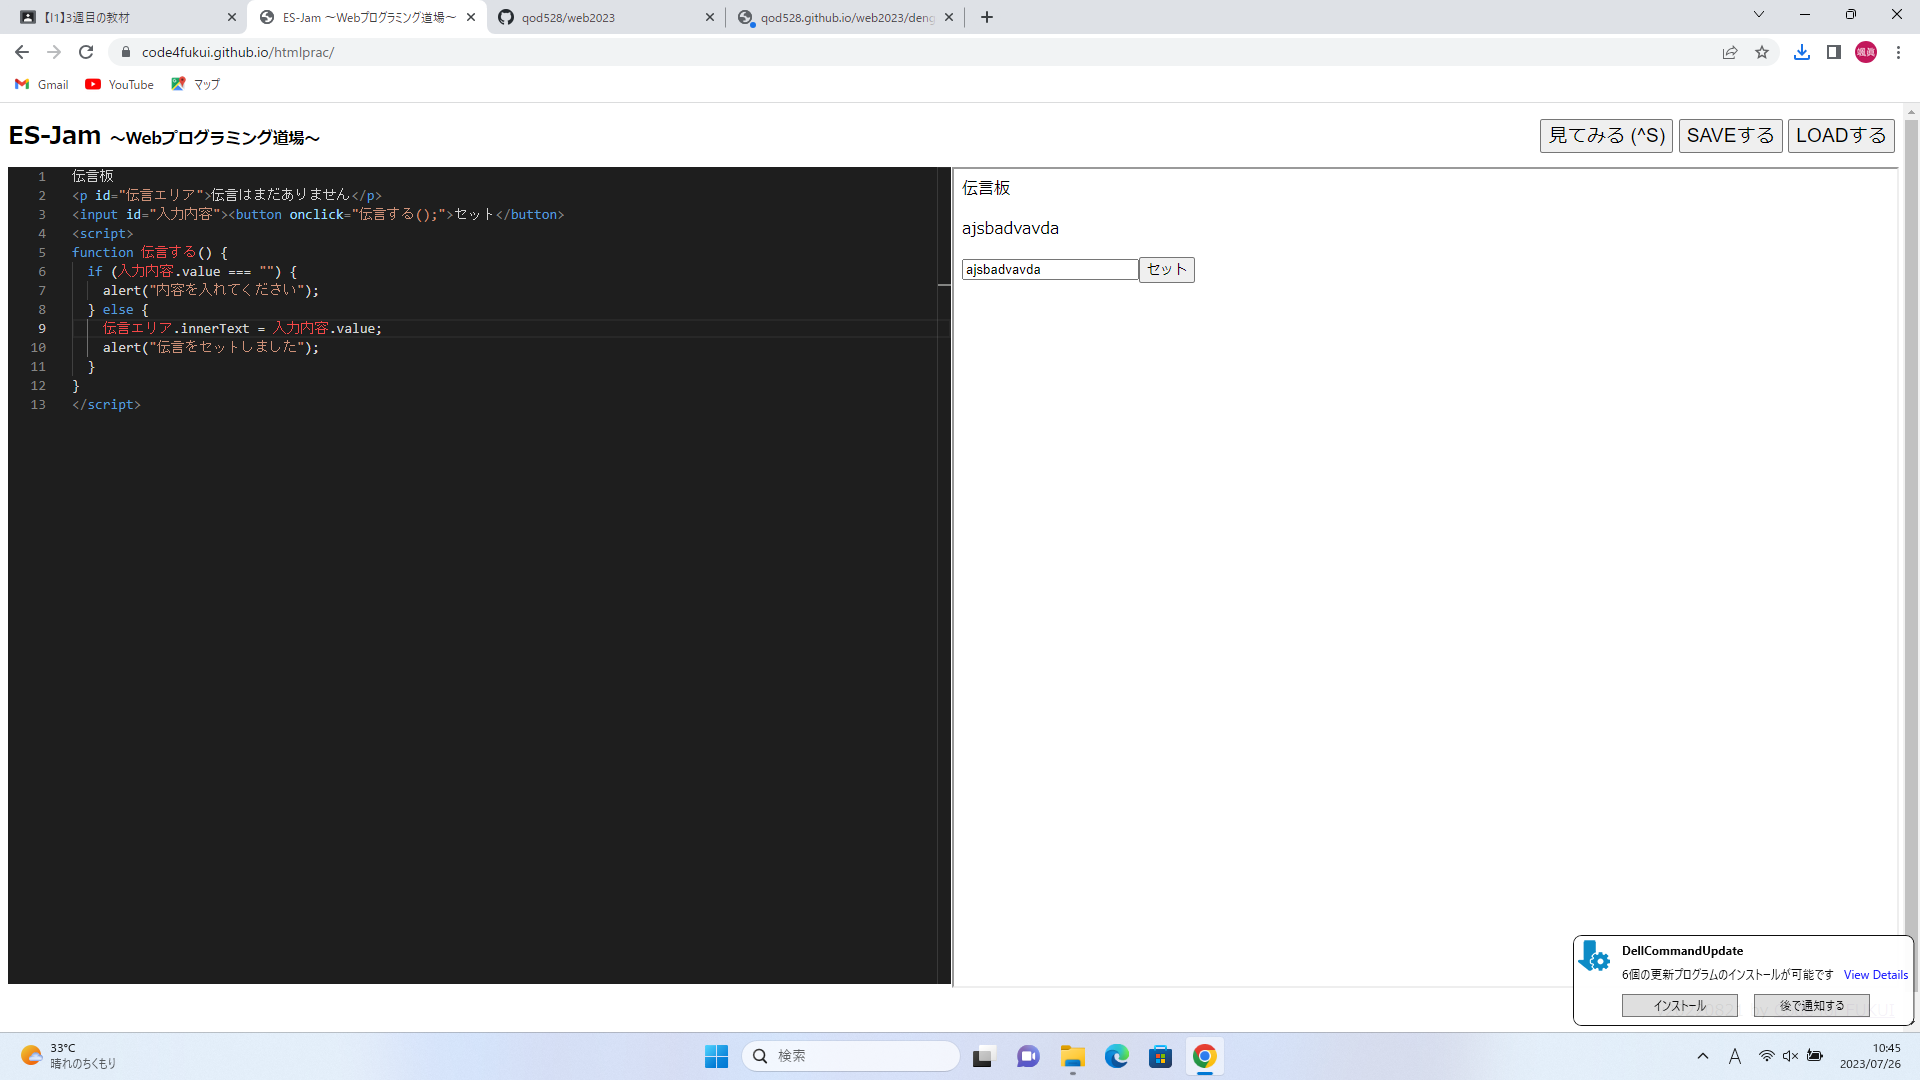 【I1】3週目の教材
ES-Jam ～Webプログラミング道場～
qod528/web2023
qod528.github.io/web2023/deng
code4fukui.github.io/htmlprac/
Gmail
YouTube
マップ
ES-Jam ～Webプログラミング道場～
見てみる (^S)
SAVEする
LOADする
1 伝言板
2 <p id="伝言エリア">伝言はまだありません</p>
3 <input id="入力内容"><button onclick="伝言する();">セット</button>
4 <script>
5 function 伝言する() {
6 if (入力内容.value === "") {
7 alert("内容を入れてください");
8 } else {
9 伝言エリア.innerText = 入力内容.value;
10 alert("伝言をセットしました");
11 }
12 }
13 </script>
伝言板
ajsbadvavda
ajsbadvavda セット
DellCommandUpdate
6個の更新プログラムのインストールが可能です View Details
インストール 後で通知する
33°C
晴れのちくもり
検索
A
10:45
2023/07/26